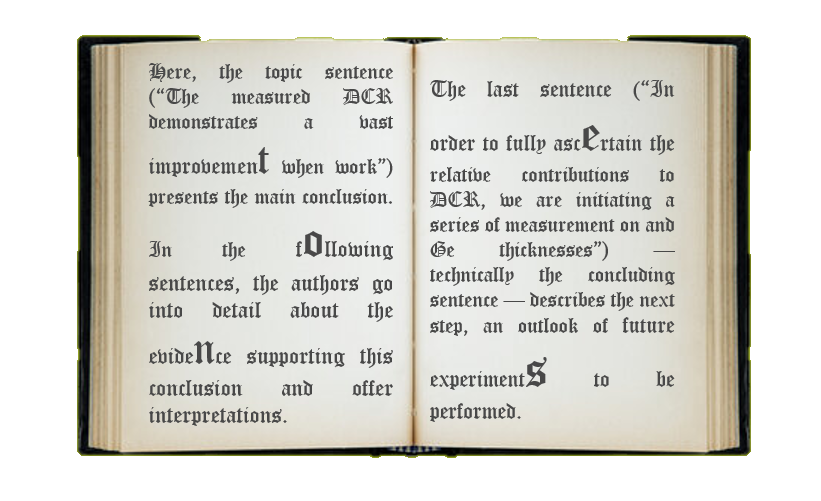 Here, the topic sentence
(“The measured DCR
demonstrates a vast
improvement when work”)
presents the main conclusion.
In the following
sentences, the authors go
into detail about the
evidence supporting this
conclusion and offer
interpretations.
The last sentence (“In
order to fully ascertain the
relative contributions to
DCR, we are initiating a
series of measurement on and
Ge thicknesses”) —
technically the concluding
sentence — describes the next
step, an outlook of future
experiments to be
performed.